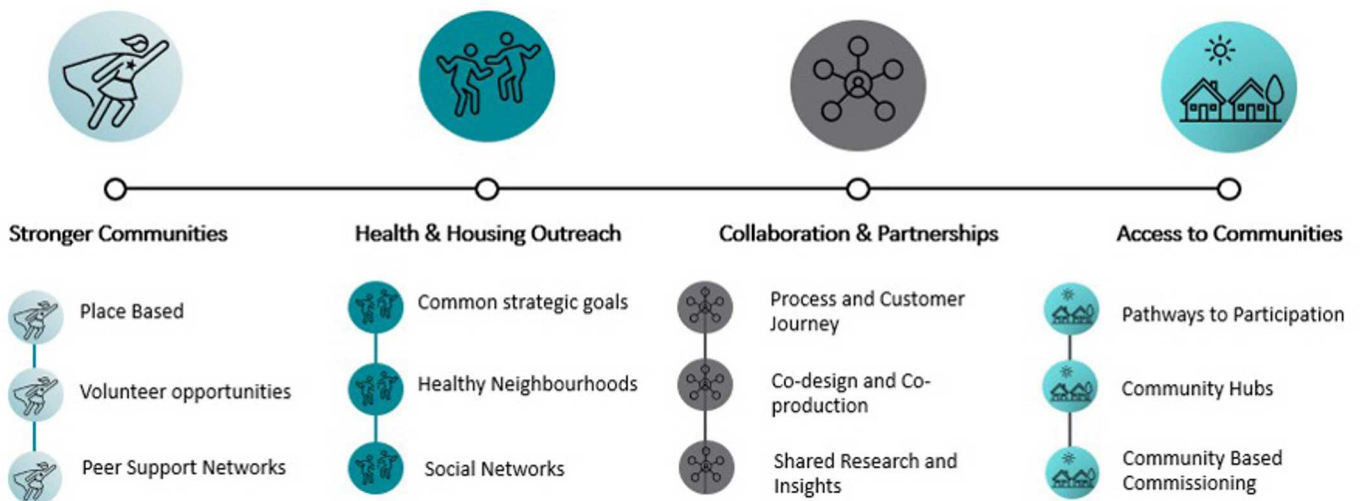 Stronger Communities
Place Based
Volunteer opportunities
Peer Support Networks
Health & Housing Outreach
Common strategic goals
Healthy Neighbourhoods
Social Networks
Collaboration & Partnerships
Process and Customer
Journey
Co-design and Co-
production
Shared Research and
Insights
Access to Communities
Pathways to Participation
Community Hubs
Community Based
Commissioning